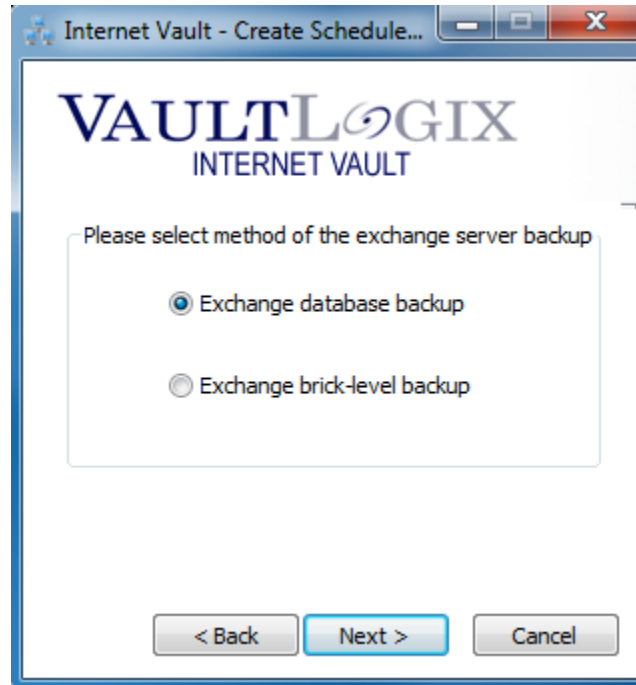 Internet Vault - Create Schedule...
VAULTLOGIX
INTERNET VAULT
Please select method of the exchange server backup
Exchange database backup
Exchange brick-level backup
< Back Next > Cancel